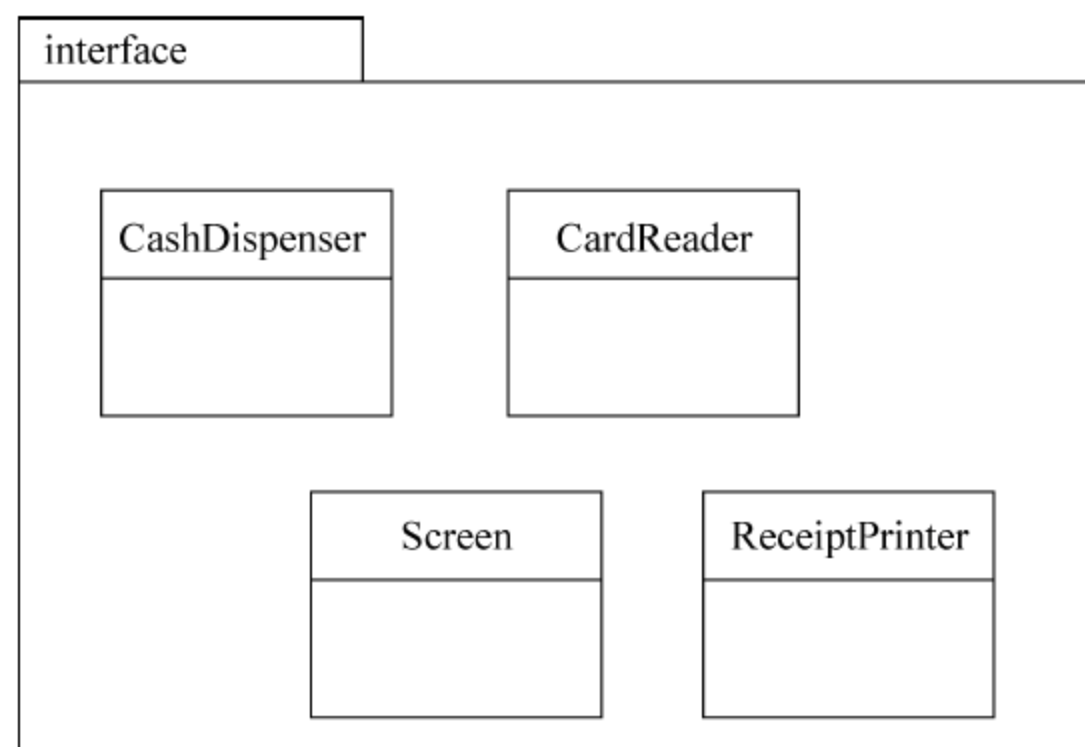 interface
CashDispenser
CardReader
Screen
ReceiptPrinter